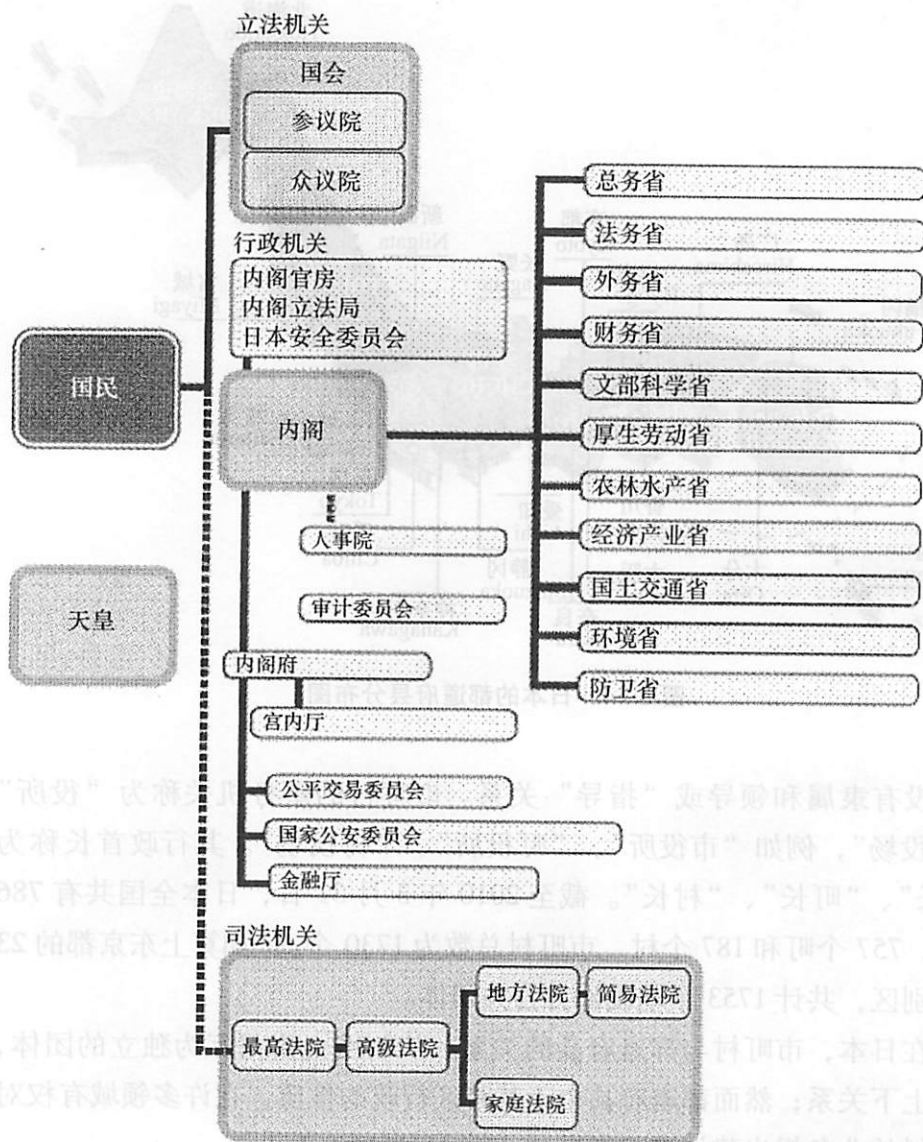 立法机关
国会
参议院
众议院
行政机关
内阁官房
内阁立法局
日本安全委员会
国民
内阁
总务省
法务省
外务省
财务省
文部科学省
厚生劳动省
农林水产省
经济产业省
国土交通省
环境省
防卫省
人事院
审计委员会
天皇
内阁府
宫内厅
公平交易委员会
国家公安委员会
金融厅
司法机关
最高法院
高级法院
地方法院
简易法院
家庭法院